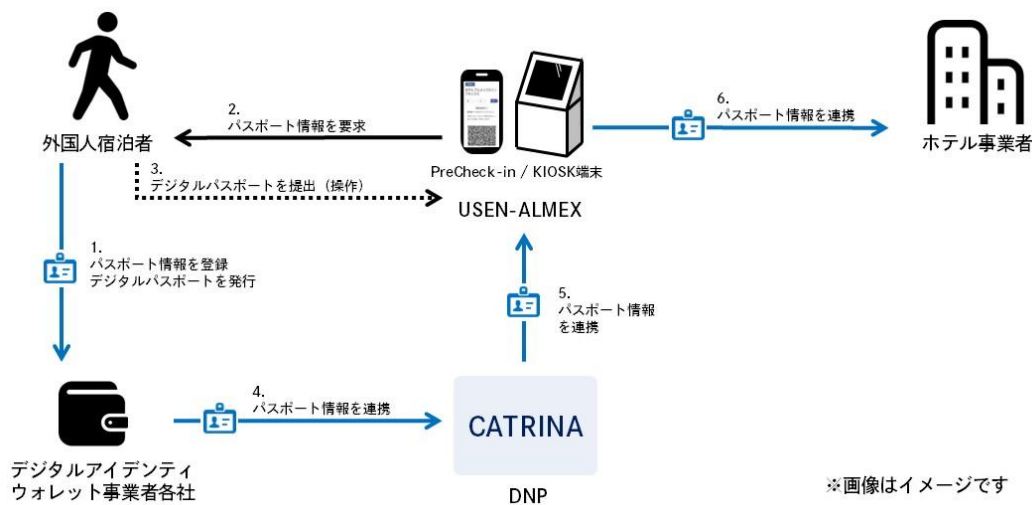 2.
パスポート情報を要求
6.
パスポート情報を連携
外国人宿泊者
ホテル事業者
3.
デジタルパスポートを提出（操作）
PreCheck-in / KIOSK端末
USEN-ALMEX
1.
パスポート情報を登録
デジタルパスポートを発行
5.
パスポート情報
を連携
4.
パスポート情報を連携
CATRINA
デジタルアイデンティ
ウォレット事業者各社
DNP
※画像はイメージです